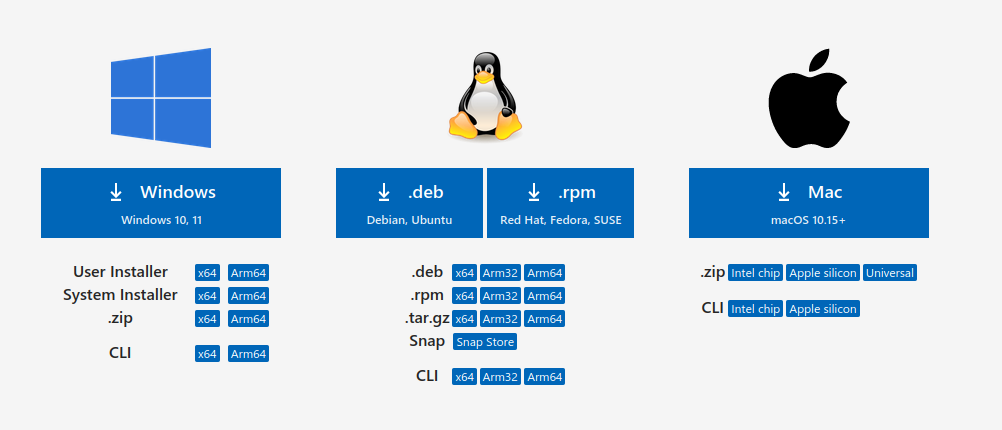 Windows
Windows 10, 11
User Installer x64 Arm64
System Installer x64 Arm64
.zip x64 Arm64
CLI x64 Arm64
.deb
Debian, Ubuntu
.rpm
Red Hat, Fedora, SUSE
.deb x64 Arm32 Arm64
.rpm x64 Arm32 Arm64
.tar.gz x64 Arm32 Arm64
Snap Snap Store
CLI x64 Arm32 Arm64
Mac
macOS 10.15+
.zip Intel chip Apple silicon Universal
CLI Intel chip Apple silicon